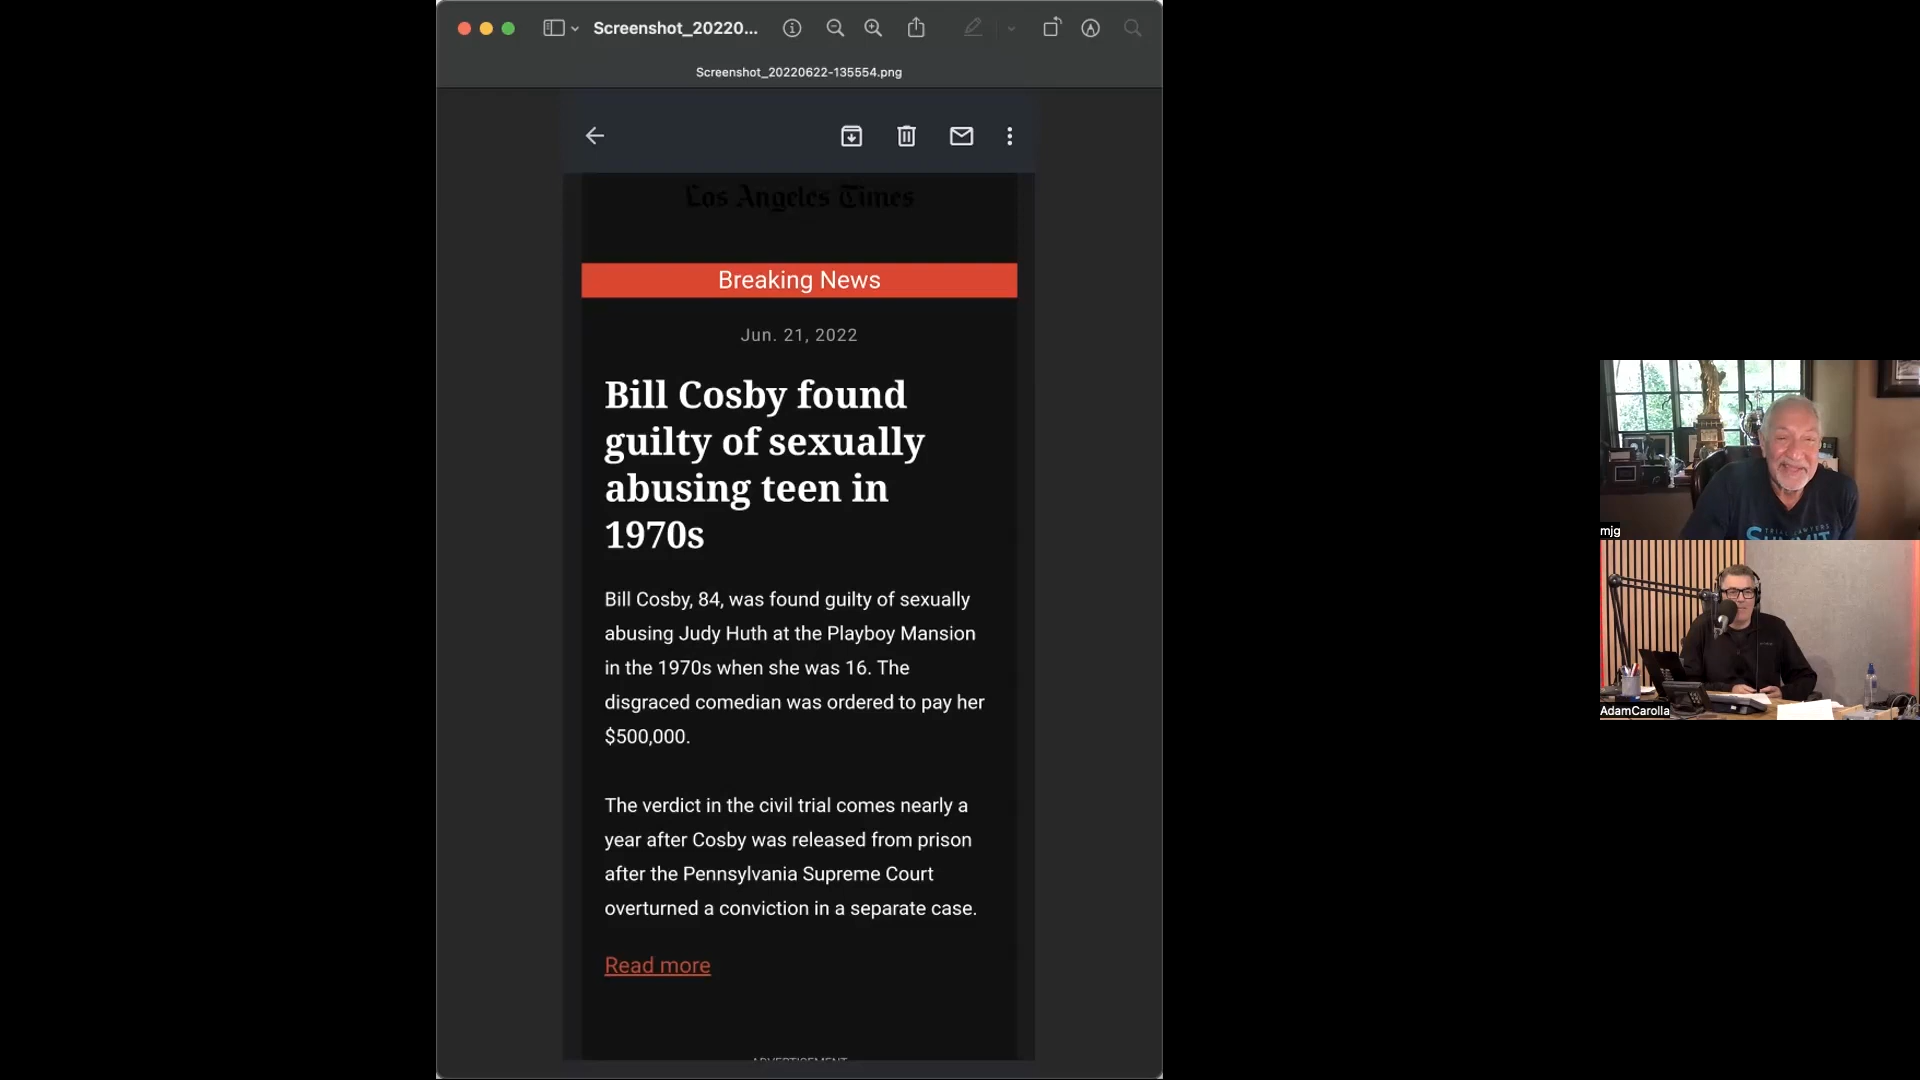 Screenshot_20220...
Screenshot_20220622-135554.png
Los Angeles Times
Breaking News
Jun. 21, 2022
Bill Cosby found
guilty of sexually
abusing teen in
1970s
Bill Cosby, 84, was found guilty of sexually
abusing Judy Huth at the Playboy Mansion
in the 1970s when she was 16. The
disgraced comedian was ordered to pay her
$500,000.
The verdict in the civil trial comes nearly a
year after Cosby was released from prison
after the Pennsylvania Supreme Court
overturned a conviction in a separate case.
Read more
ADVERTISEMENT
TRIAL LAWYERS
SUMMIT
mjg
AdamCarolla